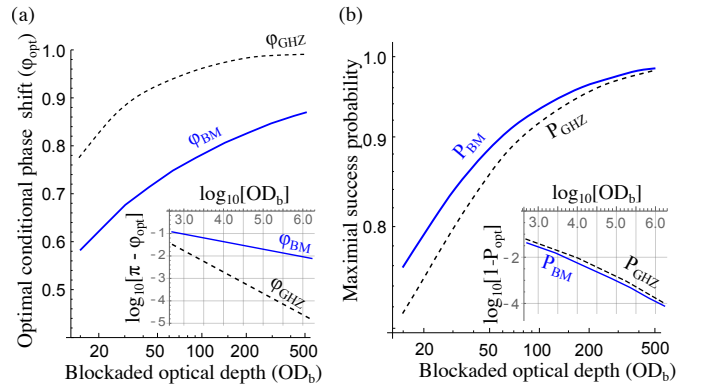 (a)
(b)
Optimal conditional phase shift (φopt)
1.0
0.9
0.8
0.7
0.6
0.5
φGHZ
φBM
log10[ODb]
3.0 4.0 5.0 6.0
log10[π - φopt]
-1
-2
-3
-4
-5
φBM
φGHZ
20 50 100 200 500
Blockaded optical depth (ODb)
Maximial success probability
1.0
0.9
0.8
PBM
PGHZ
log10[ODb]
3.0 4.0 5.0 6.0
log10[1-Popt]
-2
-4
PBM
PGHZ
20 50 100 200 500
Blockaded optical depth (ODb)